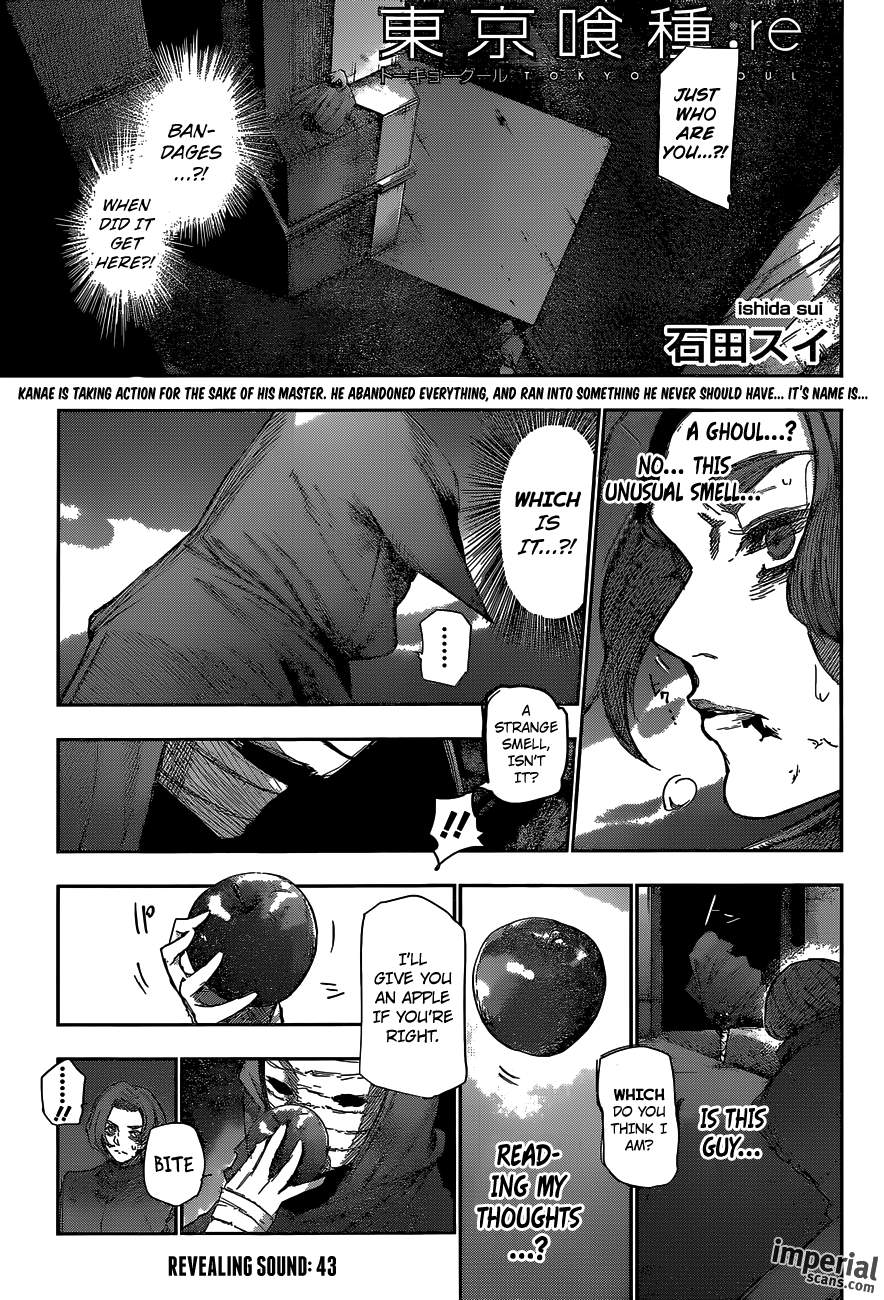 東京喰種:re
トーキョーグール TOKYO GHOUL
JUST
WHO
ARE
YOU...?!
BAN-
DAGES
...?!
WHEN
DID IT
GET
HERE?!
ishida sui
石田スイ
KANAE IS TAKING ACTION FOR THE SAKE OF HIS MASTER. HE ABANDONED EVERYTHING, AND RAN INTO SOMETHING HE NEVER SHOULD HAVE... IT'S NAME IS...
A GHOUL...?
NO... THIS
UNUSUAL SMELL...
WHICH
IS
IT...?!
......
A
STRANGE
SMELL,
ISN'T
IT?
!!
IS THIS
GUY...
WHICH
DO YOU
THINK I
AM?
READ-
ING MY
THOUGHTS
...?
I'LL
GIVE YOU
AN APPLE
IF YOU'RE
RIGHT.
BITE
......!!
REVEALING SOUND: 43
imperial
scans.com